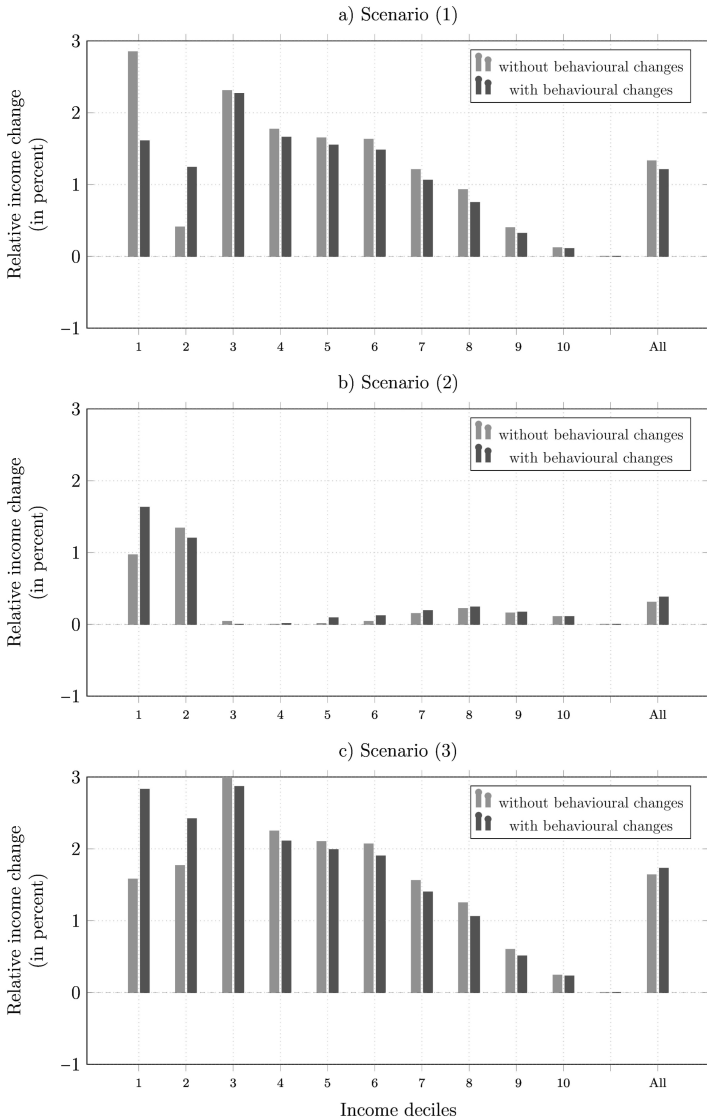 a) Scenario (1)
Relative income change
(in percent)
3
2
1
0
−1
without behavioural changes
with behavioural changes
1 2 3 4 5 6 7 8 9 10 All
b) Scenario (2)
Relative income change
(in percent)
3
2
1
0
−1
without behavioural changes
with behavioural changes
1 2 3 4 5 6 7 8 9 10 All
c) Scenario (3)
Relative income change
(in percent)
3
2
1
0
−1
without behavioural changes
with behavioural changes
1 2 3 4 5 6 7 8 9 10 All
Income deciles